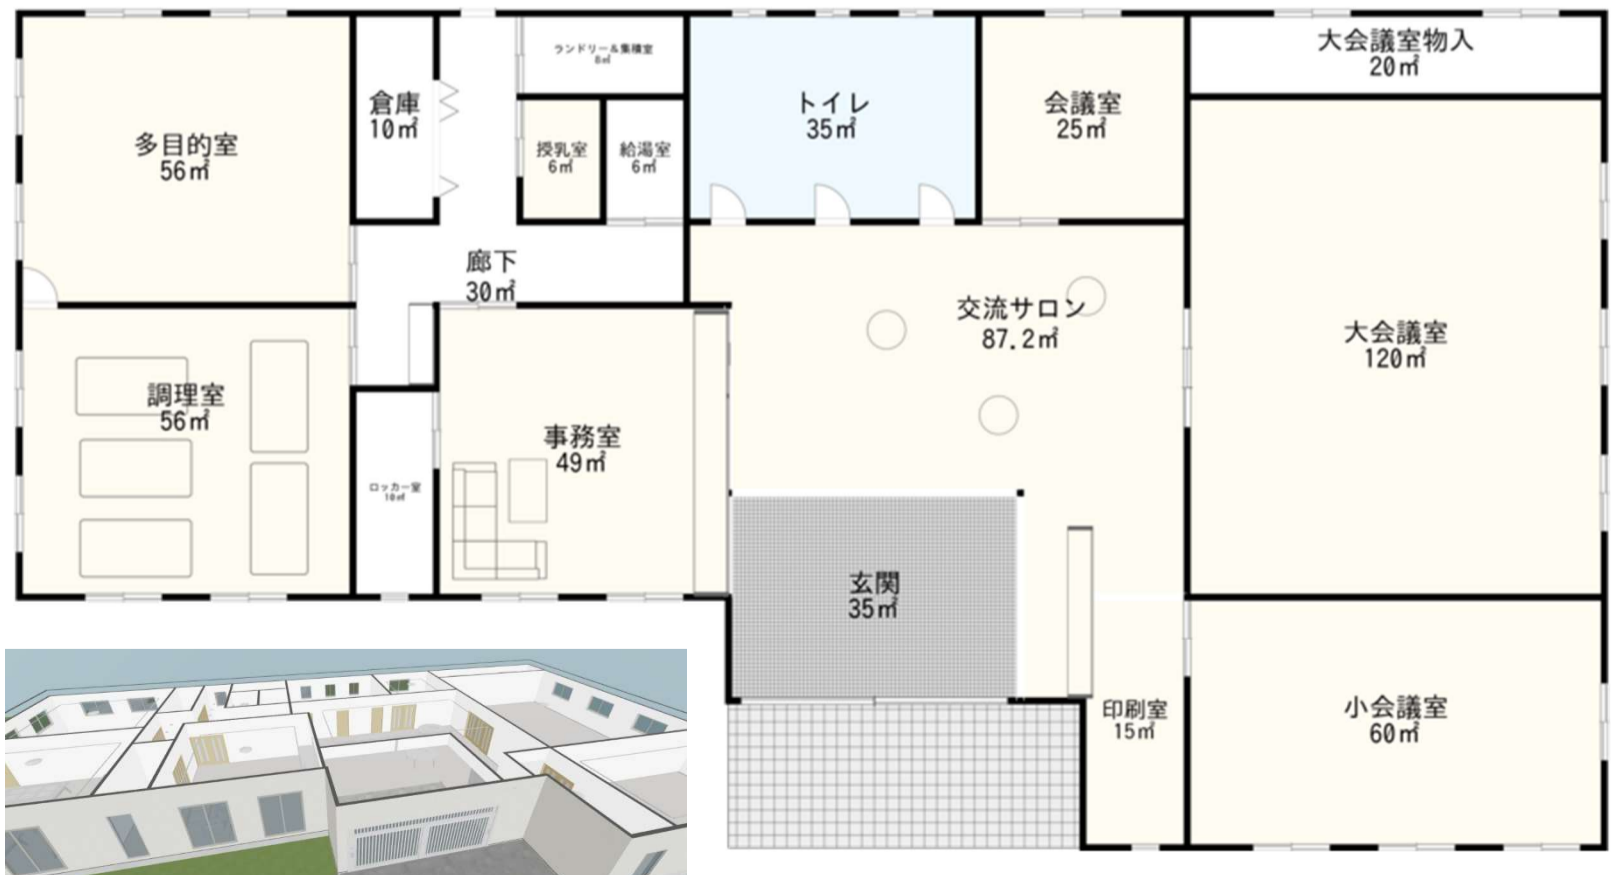 ランドリー&集積室
8㎡
大会議室物入
20㎡
倉庫
10㎡
トイレ
35㎡
会議室
25㎡
多目的室
56㎡
授乳室
6㎡
給湯室
6㎡
廊下
30㎡
交流サロン
87.2㎡
大会議室
120㎡
調理室
56㎡
事務室
49㎡
ロッカー室
10㎡
玄関
35㎡
印刷室
15㎡
小会議室
60㎡